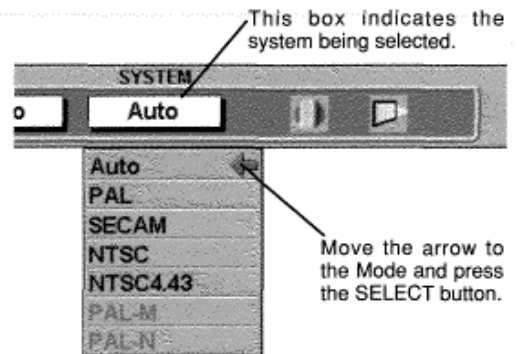 This box indicates the
system being selected.
SYSTEM
o
Auto
Auto
PAL
SECAM
NTSC
NTSC4.43
PAL-M
PAL-N
Move the arrow to
the Mode and press
the SELECT button.